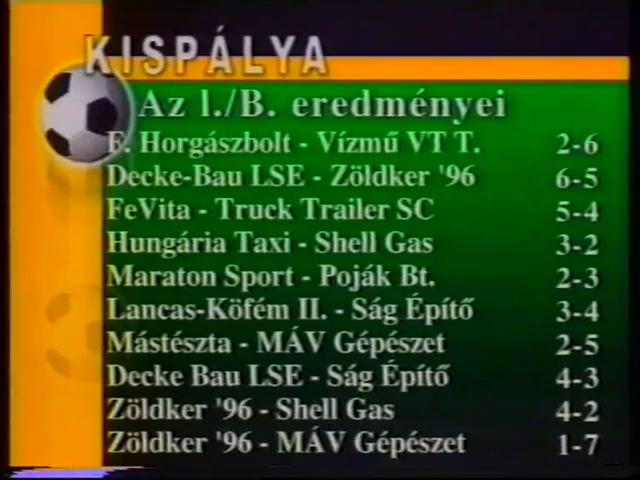 KISPÁLYA
Az l./B. eredményei
F. Horgászbolt - Vízmű VT T. 2-6
Decke-Bau LSE - Zöldker '96 6-5
FeVita - Truck Trailer SC 5-4
Hungária Taxi - Shell Gas 3-2
Maraton Sport - Poják Bt. 2-3
Lancas-Kőfém II. - Ság Építő 3-4
Mástészta - MÁV Gépészet 2-5
Decke Bau LSE - Ság Építő 4-3
Zöldker '96 - Shell Gas 4-2
Zöldker '96 - MÁV Gépészet 1-7